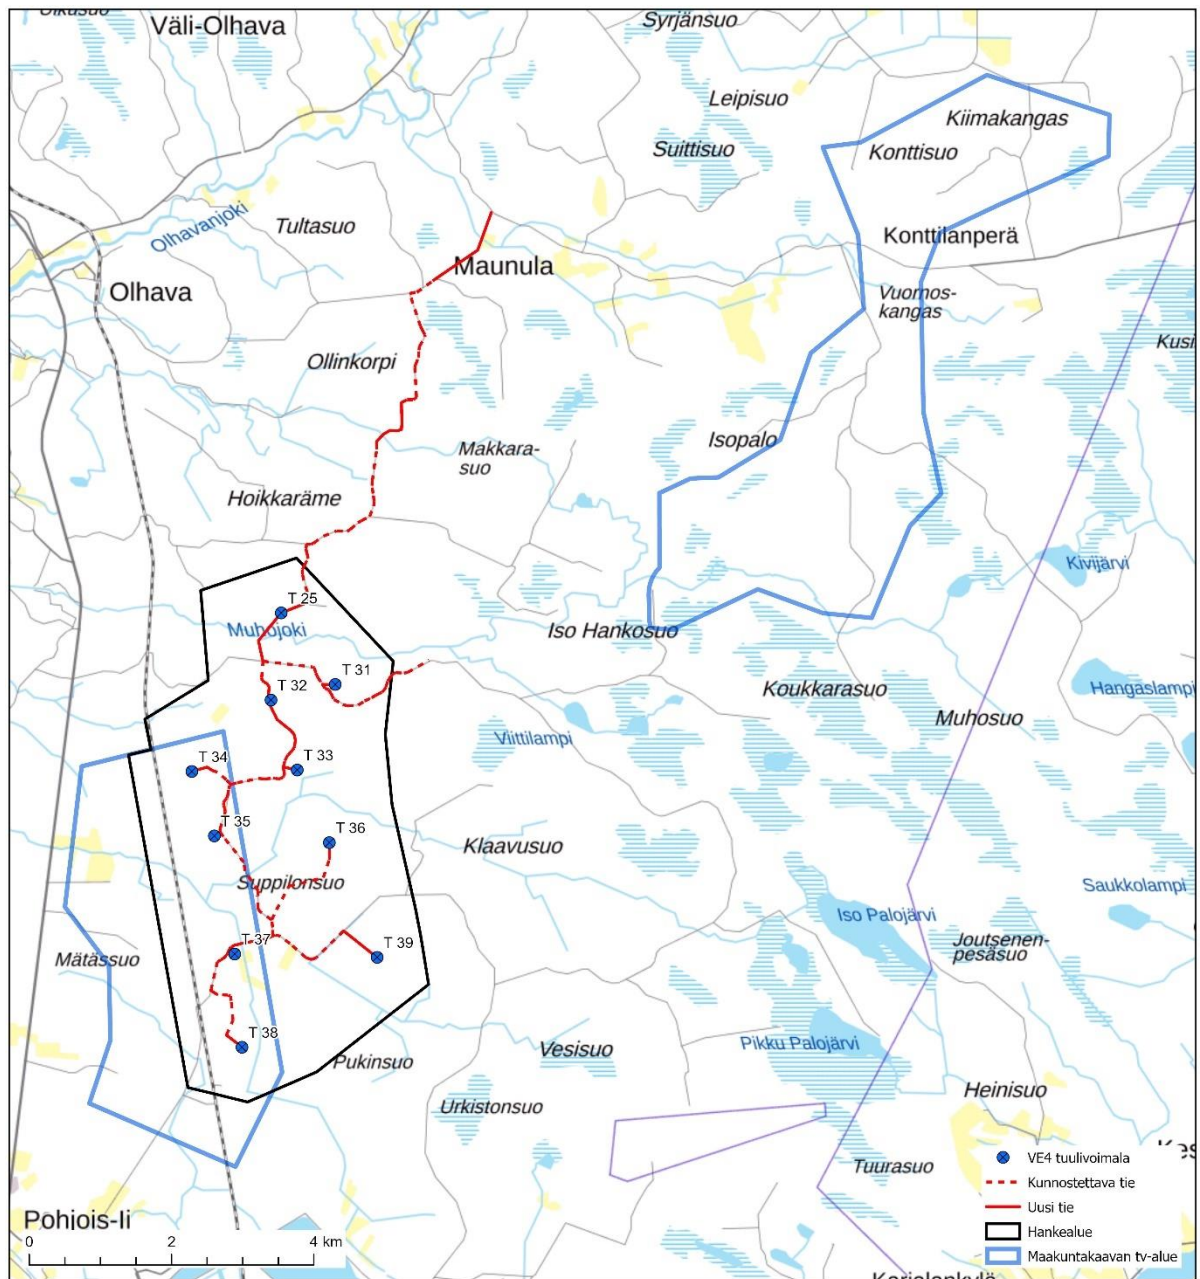 Väli-Olhava
Syrjänsuo
Leipisuo
Kiimakangas
Suittisuo
Konttisuo
Olhavanjoki
Tultasuo
Konttilanperä
Maunula
Olhava
Vuornos-
kangas
Ollinkorpi
Isopalo
Makkara-
suo
Hoikkaräme
Kivijärvi
T 25
Muhojoki
Iso Hankosuo
T 31
T 32
Koukkarasuo
Hangaslampi
Muhosuo
Viittilampi
T 34
T 33
T 35
T 36
Klaavusuo
Suppilonsuo
Saukkolampi
Iso Palojärvi
T 37
T 39
Joutsenen-
pesäsuo
Mätässuo
T 38
Pukinsuo
Vesisuo
Pikku Palojärvi
Heinisuo
Urkistonsuo
Tuurasuo
VE4 tuulivoimala
Kunnostettava tie
Uusi tie
Hankealue
Maakuntakaavan tv-alue
Pohjois-Ii
0 2 4 km